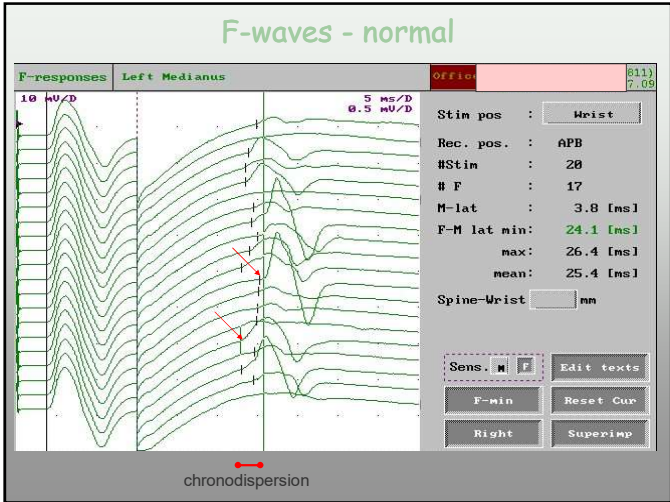 F-waves - normal
F-responses Left Medianus Office 811)
7.09
10 mV/D 5 ms/D
0.5 mV/D
Stim pos : Wrist
Rec. pos. : APB
#Stim : 20
# F : 17
M-lat : 3.8 [ms]
F-M lat min: 24.1 [ms]
max: 26.4 [ms]
mean: 25.4 [ms]
Spine-Wrist mm
Sens. M F Edit texts
F-min Reset Cur
Right Superimp
chronodispersion